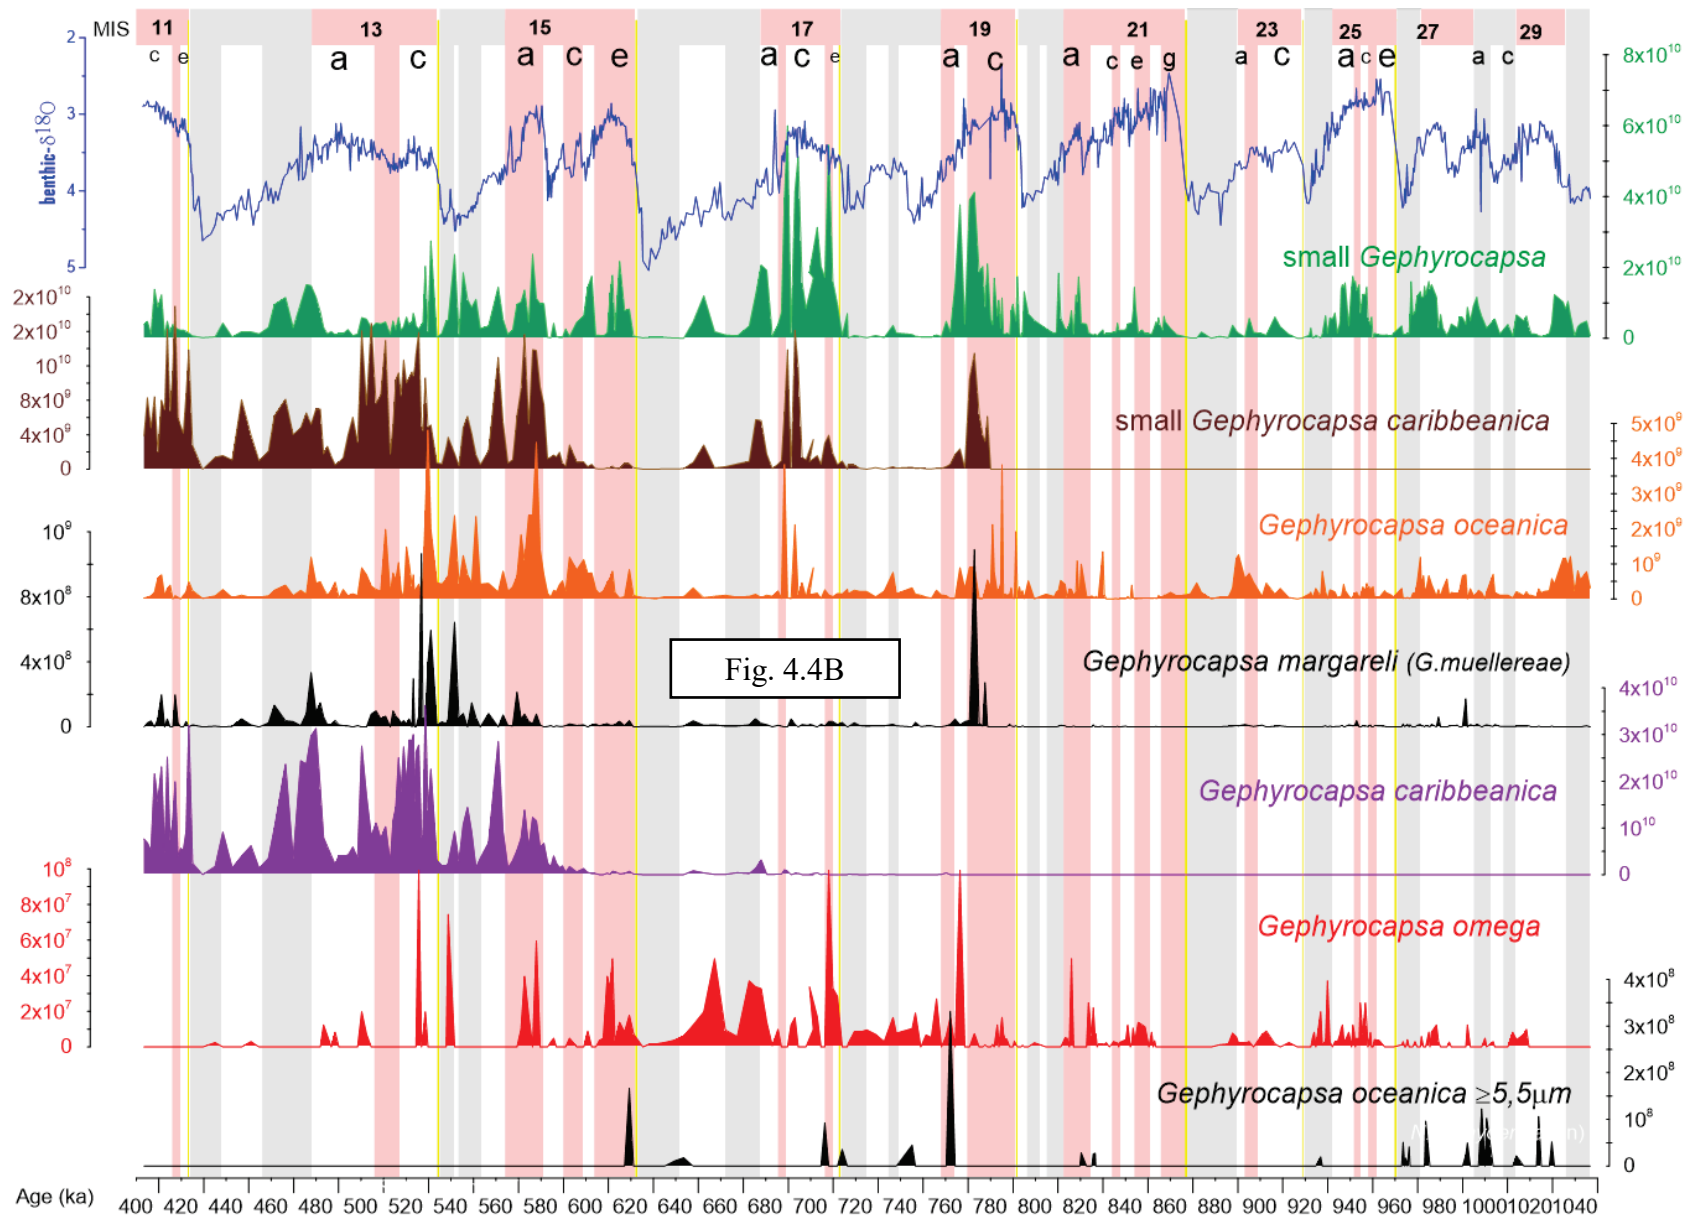 MIS 11 13 15 17 19 21 23 25 27 29
c e a c a c e a c e a c a c e g a c a c e a c
2
3
4
5
benthic-δ18O
8x10¹⁰
6x10¹⁰
4x10¹⁰
2x10¹⁰
0
small Gephyrocapsa
2x10¹⁰
2x10¹⁰
10¹⁰
8x10⁹
4x10⁹
0
small Gephyrocapsa caribbeanica
5x10⁹
4x10⁹
3x10⁹
2x10⁹
10⁹
0
Gephyrocapsa oceanica
10⁹
8x10⁸
4x10⁸
0
Fig. 4.4B
Gephyrocapsa margareli (G.muellereae)
4x10¹⁰
3x10¹⁰
2x10¹⁰
10¹⁰
0
Gephyrocapsa caribbeanica
10⁸
8x10⁷
6x10⁷
4x10⁷
2x10⁷
0
Gephyrocapsa omega
4x10⁸
3x10⁸
2x10⁸
10⁸
0
Gephyrocapsa oceanica ≥5,5µm
Age (ka)
400 420 440 460 480 500 520 540 560 580 600 620 640 660 680 700 720 740 760 780 800 820 840 860 880 900 920 940 960 980 1000 1020 1040